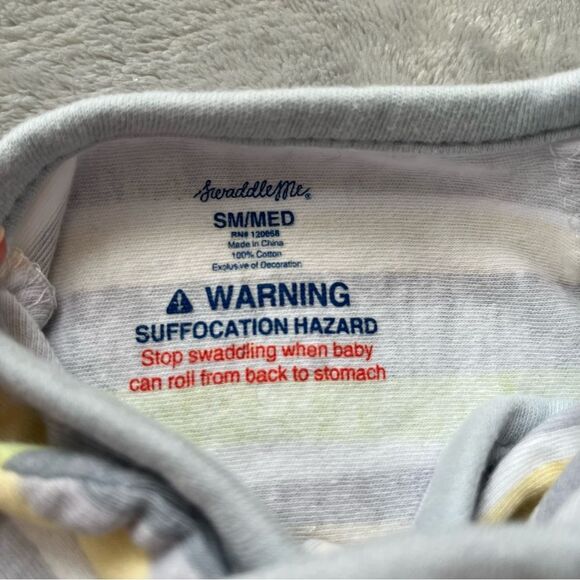 SwaddleMe®
SM/MED
RN# 120658
Made in China
100% Cotton
Exclusive of Decoration
⚠ WARNING
SUFFOCATION HAZARD
Stop swaddling when baby
can roll from back to stomach